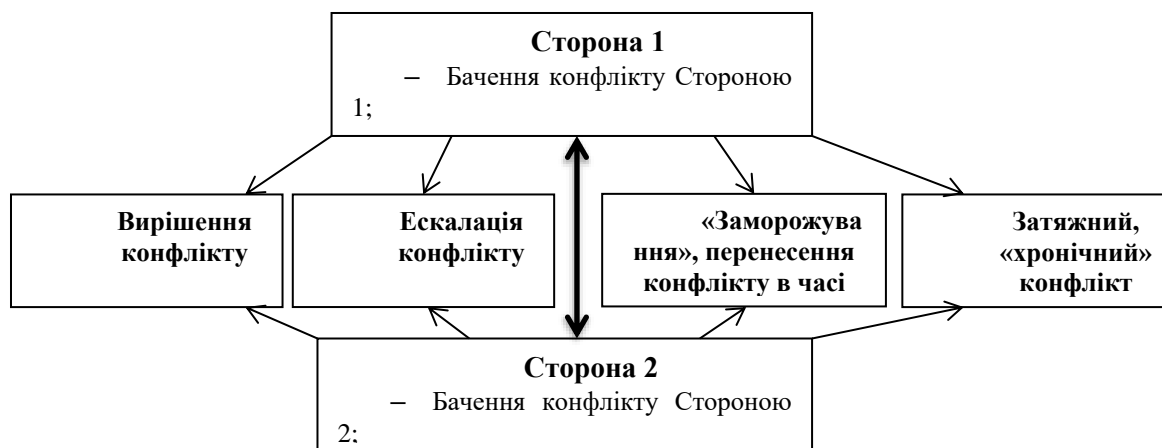 Сторона 1
– Бачення конфлікту Стороною
1;
Вирішення
конфлікту
Ескалація
конфлікту
«Заморожува
ння», перенесення
конфлікту в часі
Затяжний,
«хронічний»
конфлікт
Сторона 2
– Бачення конфлікту Стороною
2;